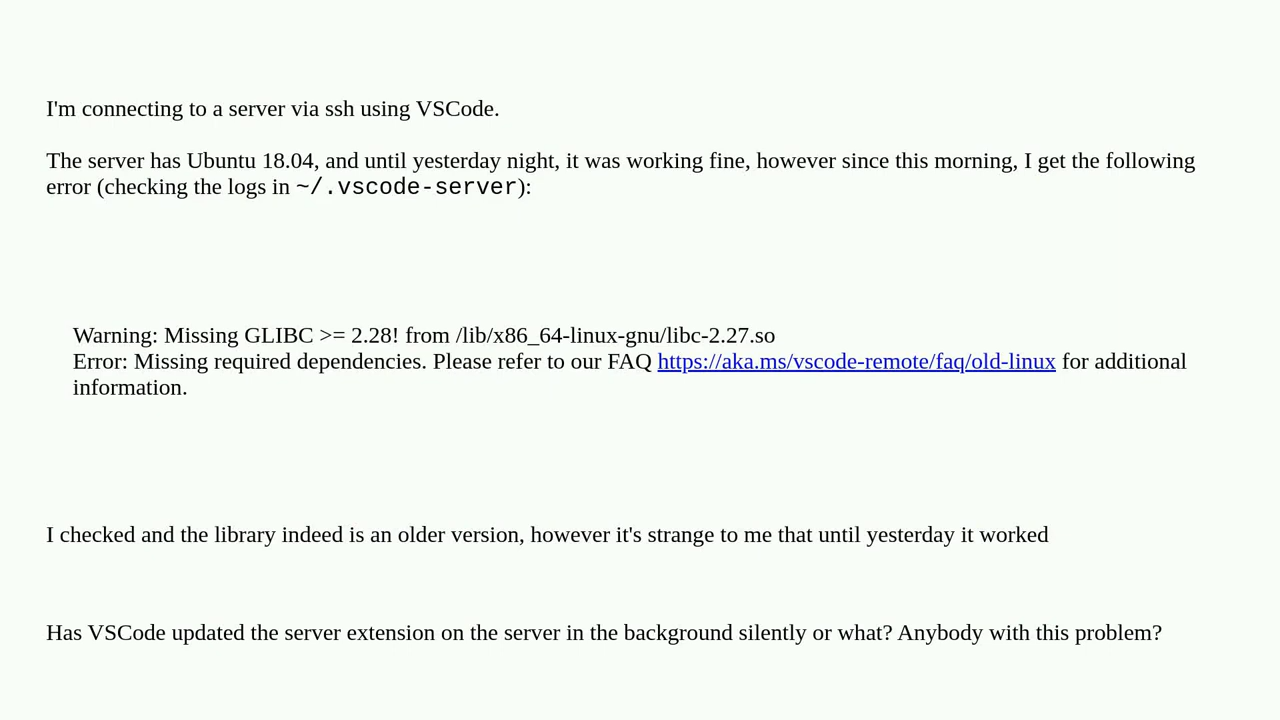 I'm connecting to a server via ssh using VSCode.
The server has Ubuntu 18.04, and until yesterday night, it was working fine, however since this morning, I get the following
error (checking the logs in ~/.vscode-server):
Warning: Missing GLIBC >= 2.28! from /lib/x86_64-linux-gnu/libc-2.27.so
Error: Missing required dependencies. Please refer to our FAQ https://aka.ms/vscode-remote/faq/old-linux for additional
information.
I checked and the library indeed is an older version, however it's strange to me that until yesterday it worked
Has VSCode updated the server extension on the server in the background silently or what? Anybody with this problem?